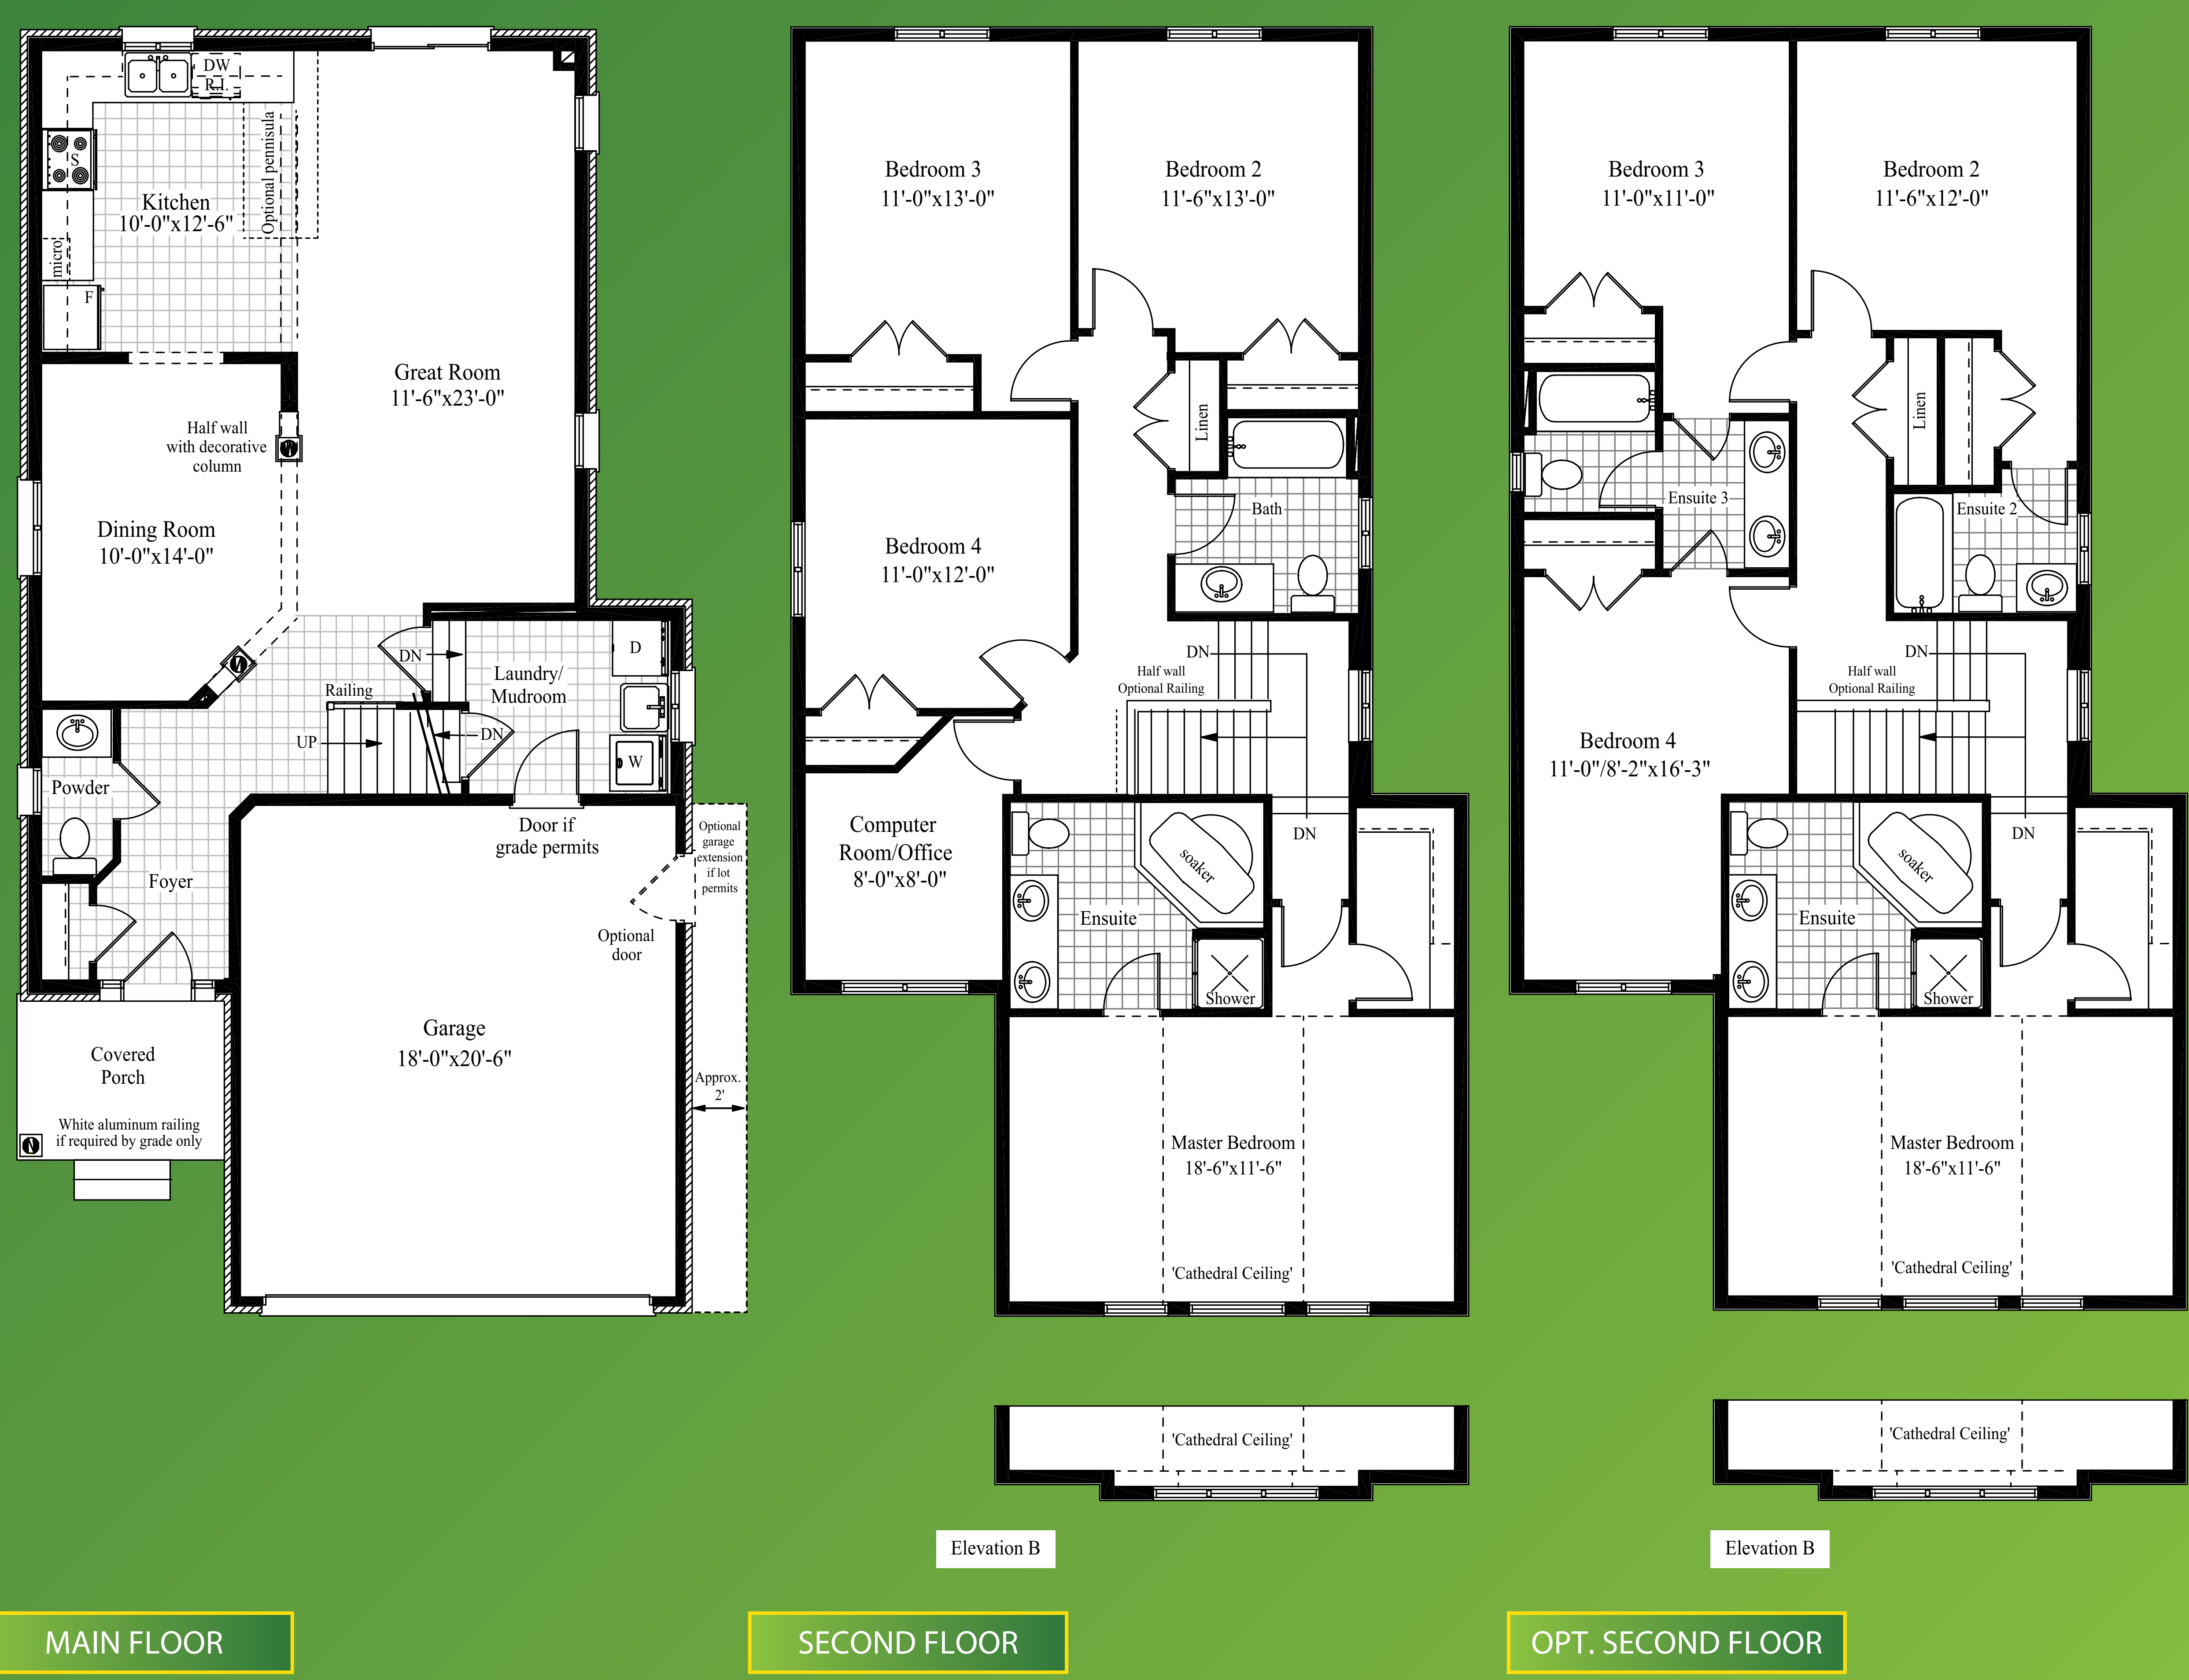 DW
R.I.
S
Kitchen
10'-0"x12'-6"
Optional pennisula
micro
F
Great Room
11'-6"x23'-0"
Half wall
with decorative
column
Dining Room
10'-0"x14'-0"
DN
Laundry/
Mudroom
D
Railing
UP
DN
W
Powder
Foyer
Door if
grade permits
Optional
garage
extension
if lot
permits
Optional
door
Garage
18'-0"x20'-6"
Covered
Porch
White aluminum railing
if required by grade only
Approx.
2'
MAIN FLOOR
Bedroom 3
11'-0"x13'-0"
Bedroom 2
11'-6"x13'-0"
Linen
Bath
Bedroom 4
11'-0"x12'-0"
DN
Half wall
Optional Railing
Computer
Room/Office
8'-0"x8'-0"
soaker
DN
Ensuite
Shower
Master Bedroom
18'-6"x11'-6"
'Cathedral Ceiling'
'Cathedral Ceiling'
Elevation B
SECOND FLOOR
Bedroom 3
11'-0"x11'-0"
Bedroom 2
11'-6"x12'-0"
Linen
Ensuite 3
Ensuite 2
DN
Half wall
Optional Railing
Bedroom 4
11'-0"/8'-2"x16'-3"
soaker
DN
Ensuite
Shower
Master Bedroom
18'-6"x11'-6"
'Cathedral Ceiling'
'Cathedral Ceiling'
Elevation B
OPT. SECOND FLOOR